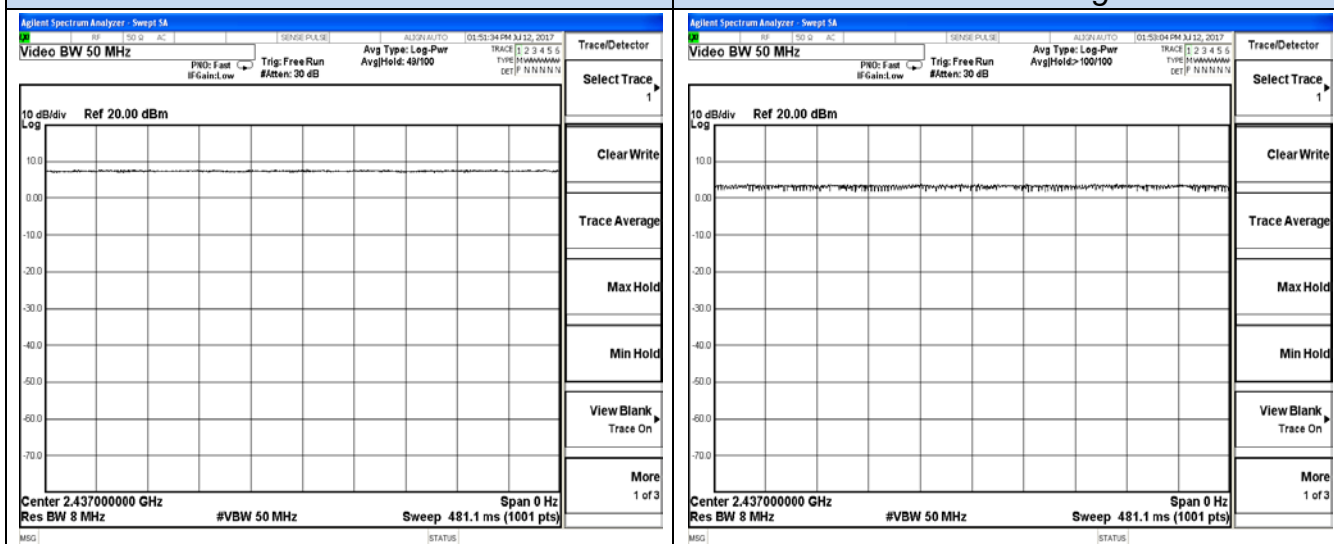 Agilent Spectrum Analyzer - Swept SA
RF 50 Ω AC SENSE:PULSE ALIGN AUTO 01:51:34 PM Jul 12, 2017
Video BW 50 MHz
PNO: Fast
IFGain:Low
Trig: Free Run
#Atten: 30 dB
Avg Type: Log-Pwr
Avg|Hold: 49/100
TRACE 1 2 3 4 5 6
TYPE M
DET P N N N N N
10 dB/div Ref 20.00 dBm
Log
10.0
0.00
-10.0
-20.0
-30.0
-40.0
-50.0
-60.0
-70.0
Center 2.437000000 GHz Span 0 Hz
Res BW 8 MHz #VBW 50 MHz Sweep 481.1 ms (1001 pts)
MSG STATUS
Trace/Detector
Select Trace
1
Clear Write
Trace Average
Max Hold
Min Hold
View Blank
Trace On
More
1 of 3
Agilent Spectrum Analyzer - Swept SA
RF 50 Ω AC SENSE:PULSE ALIGN AUTO 01:53:04 PM Jul 12, 2017
Video BW 50 MHz
PNO: Fast
IFGain:Low
Trig: Free Run
#Atten: 30 dB
Avg Type: Log-Pwr
Avg|Hold:>100/100
TRACE 1 2 3 4 5 6
TYPE M
DET P N N N N N
10 dB/div Ref 20.00 dBm
Log
10.0
0.00
-10.0
-20.0
-30.0
-40.0
-50.0
-60.0
-70.0
Center 2.437000000 GHz Span 0 Hz
Res BW 8 MHz #VBW 50 MHz Sweep 481.1 ms (1001 pts)
MSG STATUS
Trace/Detector
Select Trace
1
Clear Write
Trace Average
Max Hold
Min Hold
View Blank
Trace On
More
1 of 3